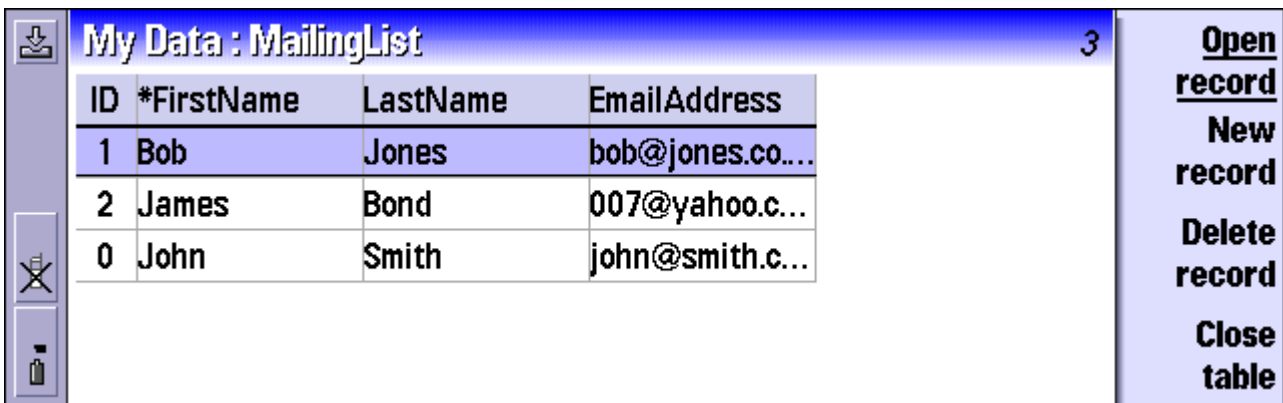 My Data : MailingList 3
ID *FirstName LastName EmailAddress
1 Bob Jones bob@jones.co....
2 James Bond 007@yahoo.c...
0 John Smith john@smith.c...
Open
record
New
record
Delete
record
Close
table